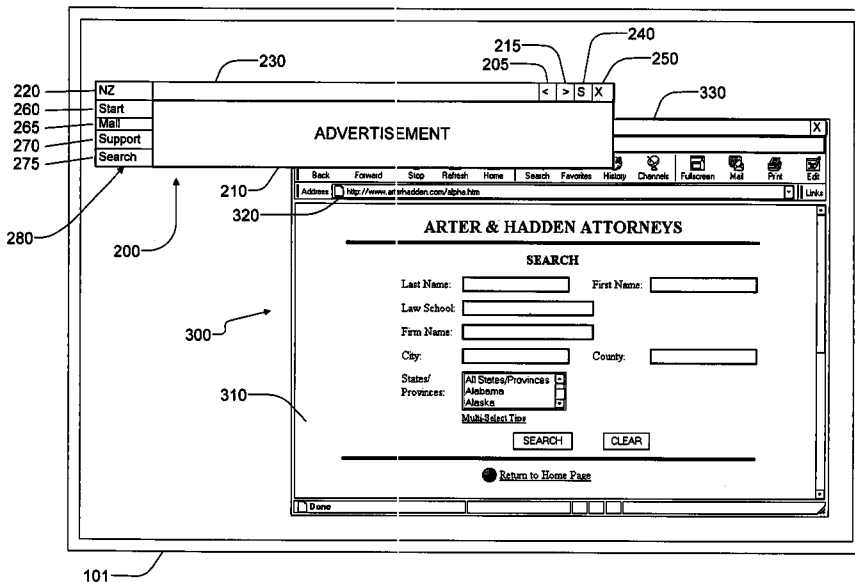 240
215
250
230
205
330
220
NZ
< > S X
260
Start
265
Mail
ADVERTISEMENT
X
270
Support
275
Search
210
Back Forward Stop Refresh Home Search Favorites History Channels Fullscreen Mail Print Edit
Address http://www.arterhadden.com/alpha.htm Links
320
280
200
ARTER & HADDEN ATTORNEYS
SEARCH
Last Name: First Name:
Law School:
300
Firm Name:
City: County:
States/ Provinces:
All States/Provinces
Alabama
Alaska
310
Multi-Select Tips
SEARCH CLEAR
Return to Home Page
Done
101